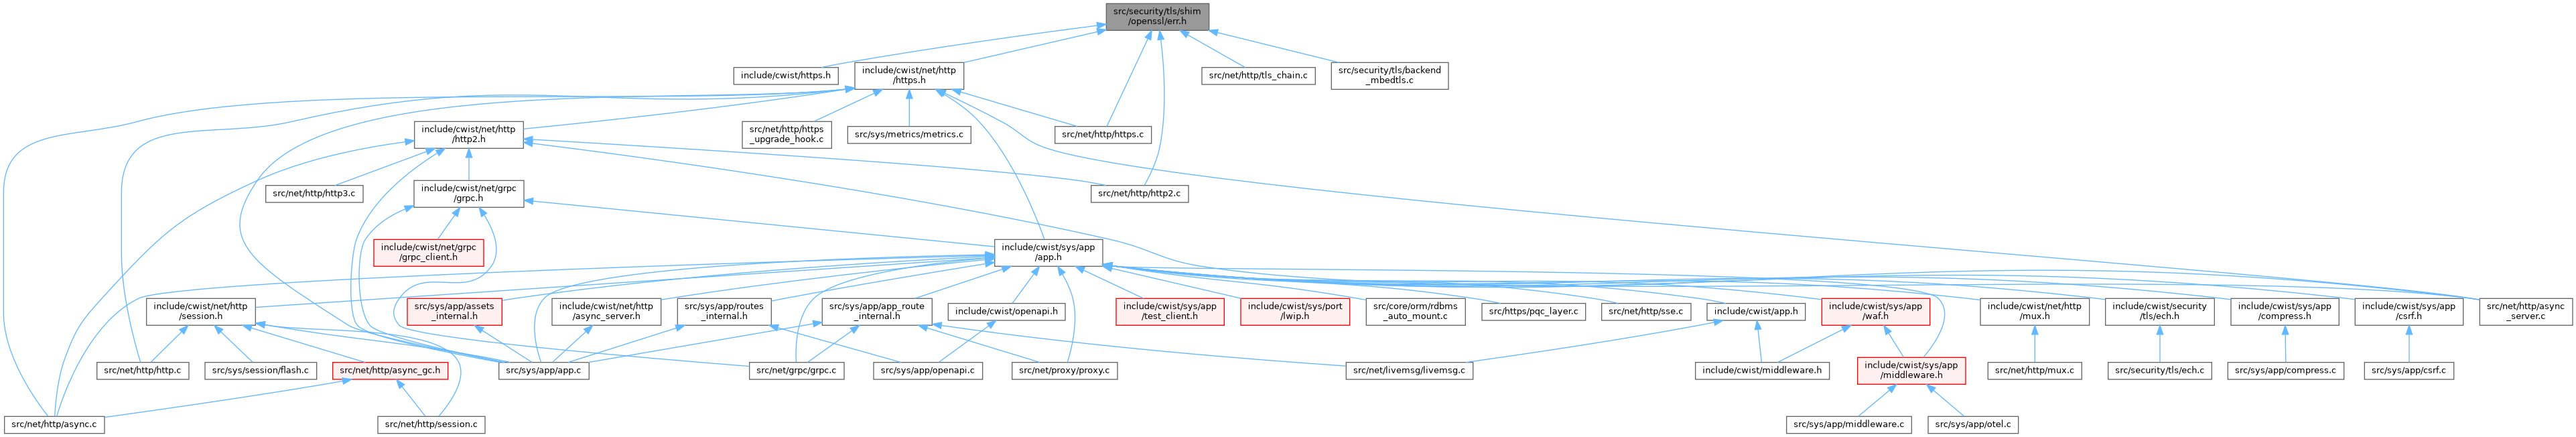 src/security/tls/shim
/openssl/err.h
include/cwist/https.h
include/cwist/net/http
/https.h
src/net/http/tls_chain.c
src/security/tls/backend
_mbedtls.c
include/cwist/net/http
/http2.h
src/net/http/https
_upgrade_hook.c
src/sys/metrics/metrics.c
src/net/http/https.c
src/net/http/http3.c
include/cwist/net/grpc
/grpc.h
src/net/http/http2.c
include/cwist/net/grpc
/grpc_client.h
include/cwist/sys/app
/app.h
include/cwist/net/http
/session.h
src/sys/app/assets
_internal.h
include/cwist/net/http
/async_server.h
src/sys/app/routes
_internal.h
src/sys/app/app_route
_internal.h
include/cwist/openapi.h
include/cwist/sys/app
/test_client.h
include/cwist/sys/port
/lwip.h
src/core/orm/rdbms
_auto_mount.c
src/https/pqc_layer.c
src/net/http/sse.c
include/cwist/app.h
include/cwist/sys/app
/waf.h
include/cwist/net/http
/mux.h
include/cwist/security
/tls/ech.h
include/cwist/sys/app
/compress.h
include/cwist/sys/app
/csrf.h
src/net/http/async
_server.c
src/net/http/http.c
src/sys/session/flash.c
src/net/http/async_gc.h
src/sys/app/app.c
src/net/grpc/grpc.c
src/sys/app/openapi.c
src/net/proxy/proxy.c
src/net/livemsg/livemsg.c
include/cwist/middleware.h
include/cwist/sys/app
/middleware.h
src/net/http/mux.c
src/security/tls/ech.c
src/sys/app/compress.c
src/sys/app/csrf.c
src/net/http/async.c
src/net/http/session.c
src/sys/app/middleware.c
src/sys/app/otel.c